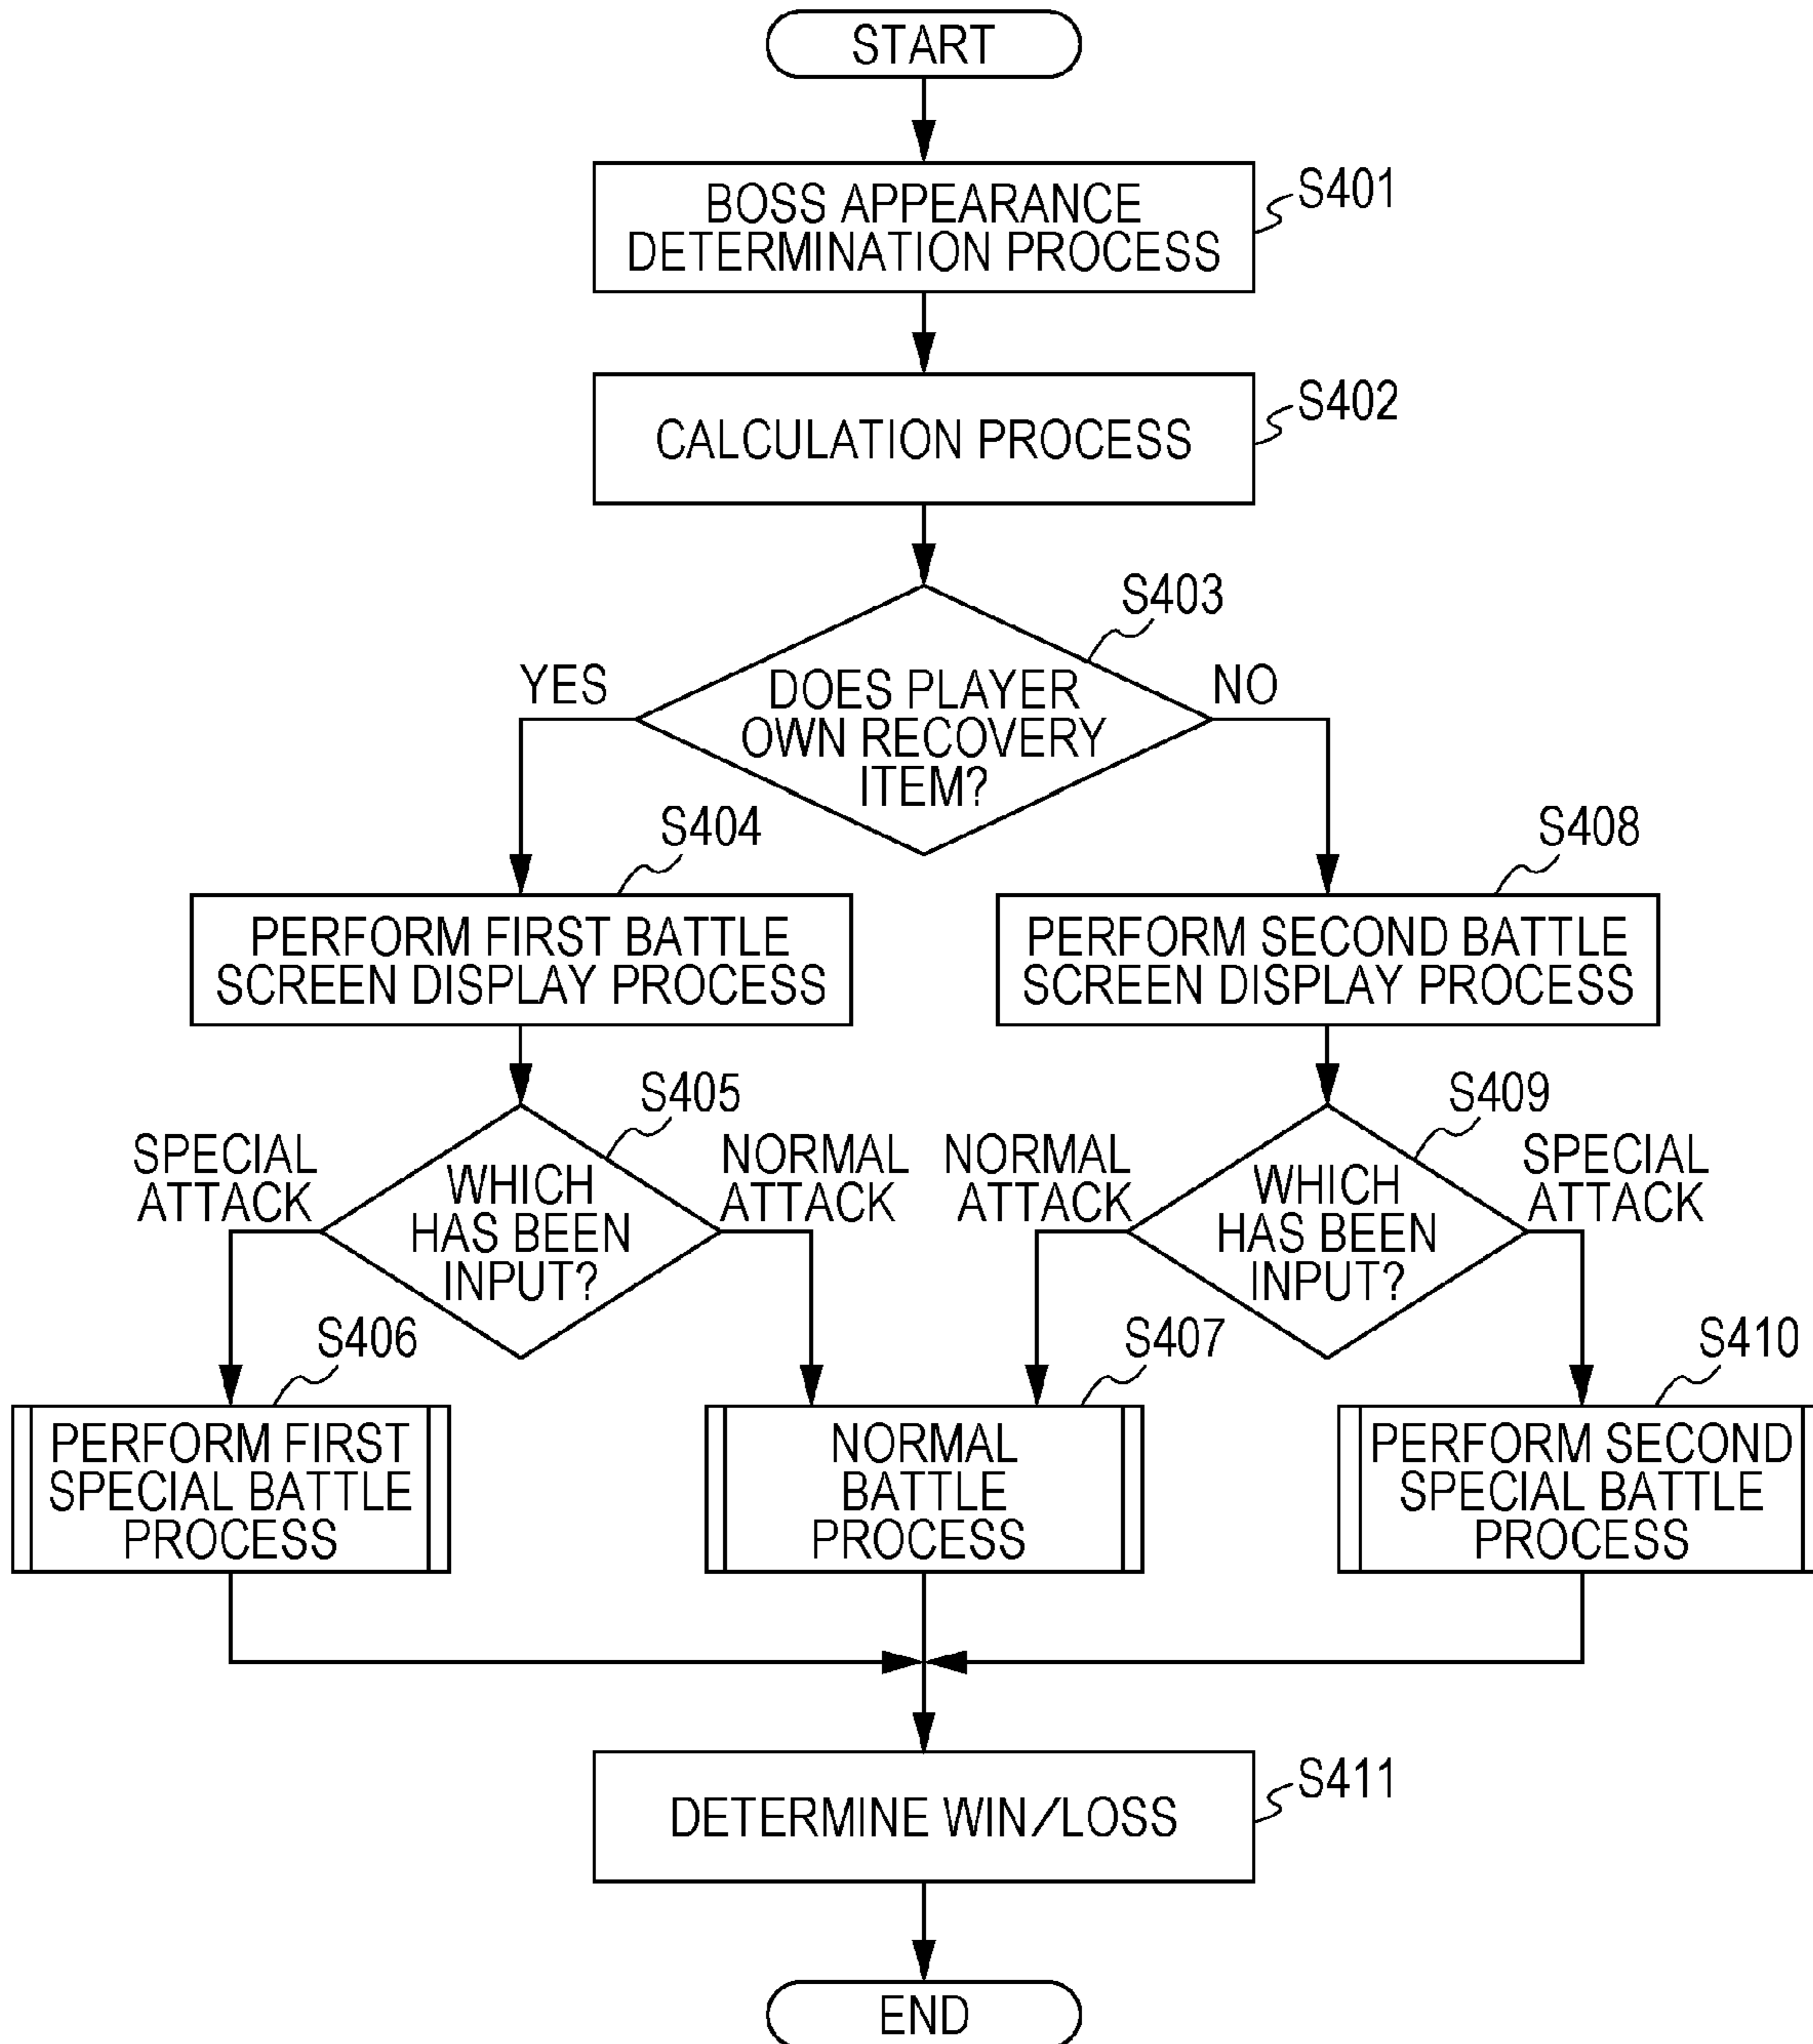 START
BOSS APPEARANCE
DETERMINATION PROCESS
S401
CALCULATION PROCESS
S402
S403
YES
DOES PLAYER
OWN RECOVERY
ITEM?
NO
S404
S408
PERFORM FIRST BATTLE
SCREEN DISPLAY PROCESS
PERFORM SECOND BATTLE
SCREEN DISPLAY PROCESS
S405
S409
SPECIAL
ATTACK
WHICH
HAS BEEN
INPUT?
NORMAL
ATTACK
NORMAL
ATTACK
WHICH
HAS BEEN
INPUT?
SPECIAL
ATTACK
S406
S407
S410
PERFORM FIRST
SPECIAL BATTLE
PROCESS
NORMAL
BATTLE
PROCESS
PERFORM SECOND
SPECIAL BATTLE
PROCESS
DETERMINE WIN/LOSS
S411
END